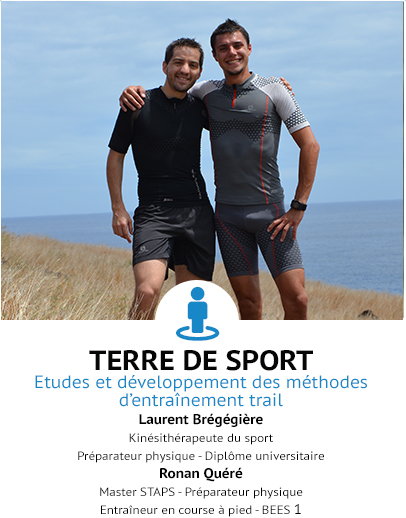 TERRE DE SPORT
Etudes et développement des méthodes
d’entraînement trail
Laurent Brégégière
Kinésithérapeute du sport
Préparateur physique - Diplôme universitaire
Ronan Quéré
Master STAPS - Préparateur physique
Entraîneur en course à pied - BEES 1